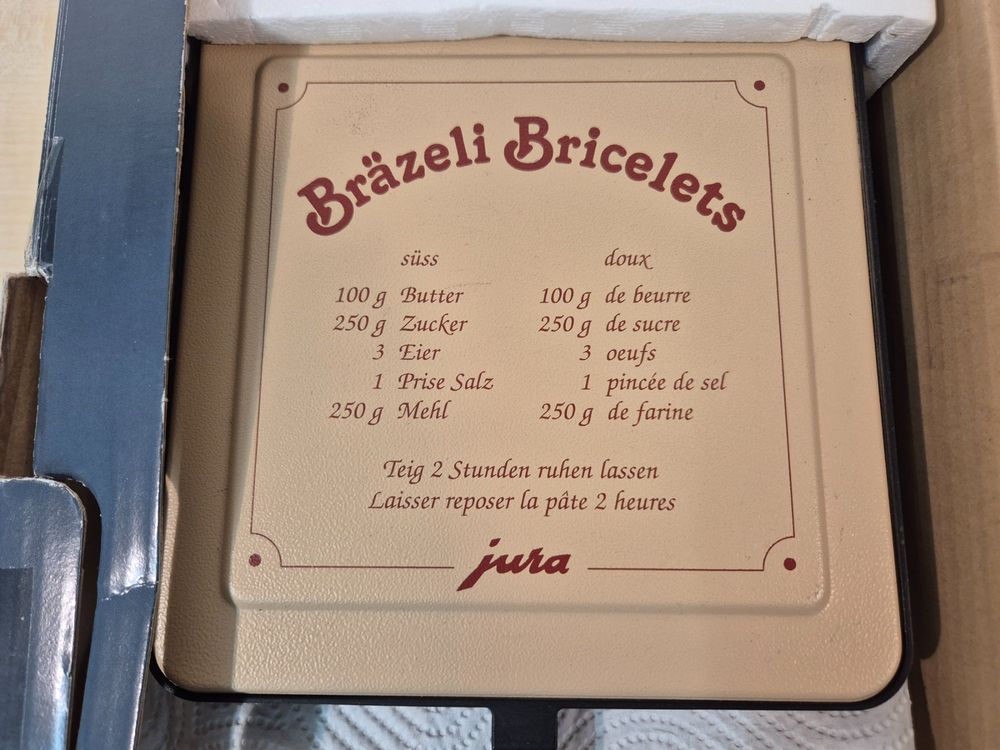 Bräzeli Bricelets
süss doux
100 g Butter 100 g de beurre
250 g Zucker 250 g de sucre
3 Eier 3 oeufs
1 Prise Salz 1 pincée de sel
250 g Mehl 250 g de farine
Teig 2 Stunden ruhen lassen
Laisser reposer la pâte 2 heures
jura